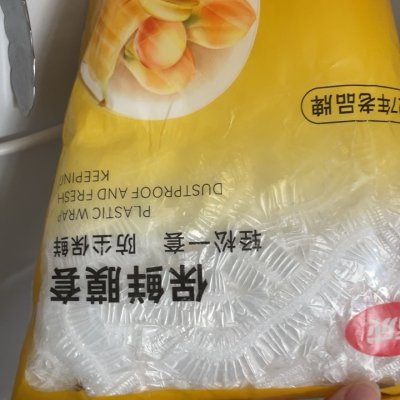 保鲜膜套
轻松一套 防尘保鲜
PLASTIC WRAP
DUSTPROOF AND FRESH
KEEPING
7年老品牌